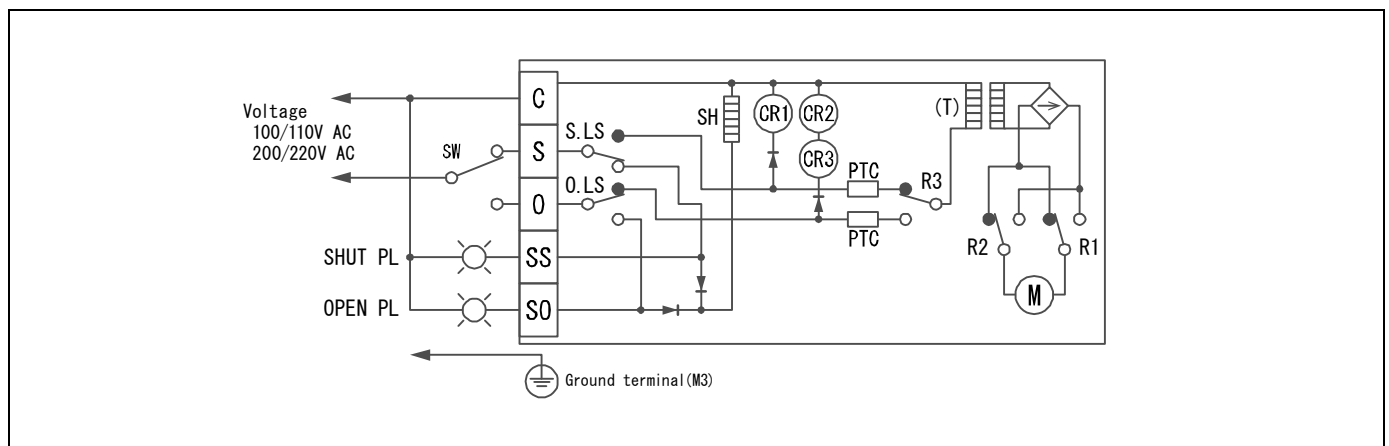 Voltage
100/110V AC
200/220V AC
SW
SHUT PL
OPEN PL
C
S
O
SS
SO
S.LS
O.LS
SH
CR1
CR2
CR3
PTC
PTC
R3
(T)
R2
R1
M
Ground terminal(M3)